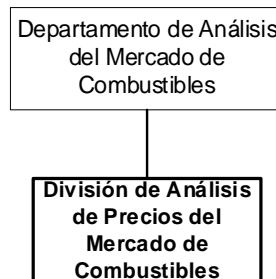 Departamento de Análisis
del Mercado de
Combustibles
División de Análisis
de Precios del
Mercado de
Combustibles